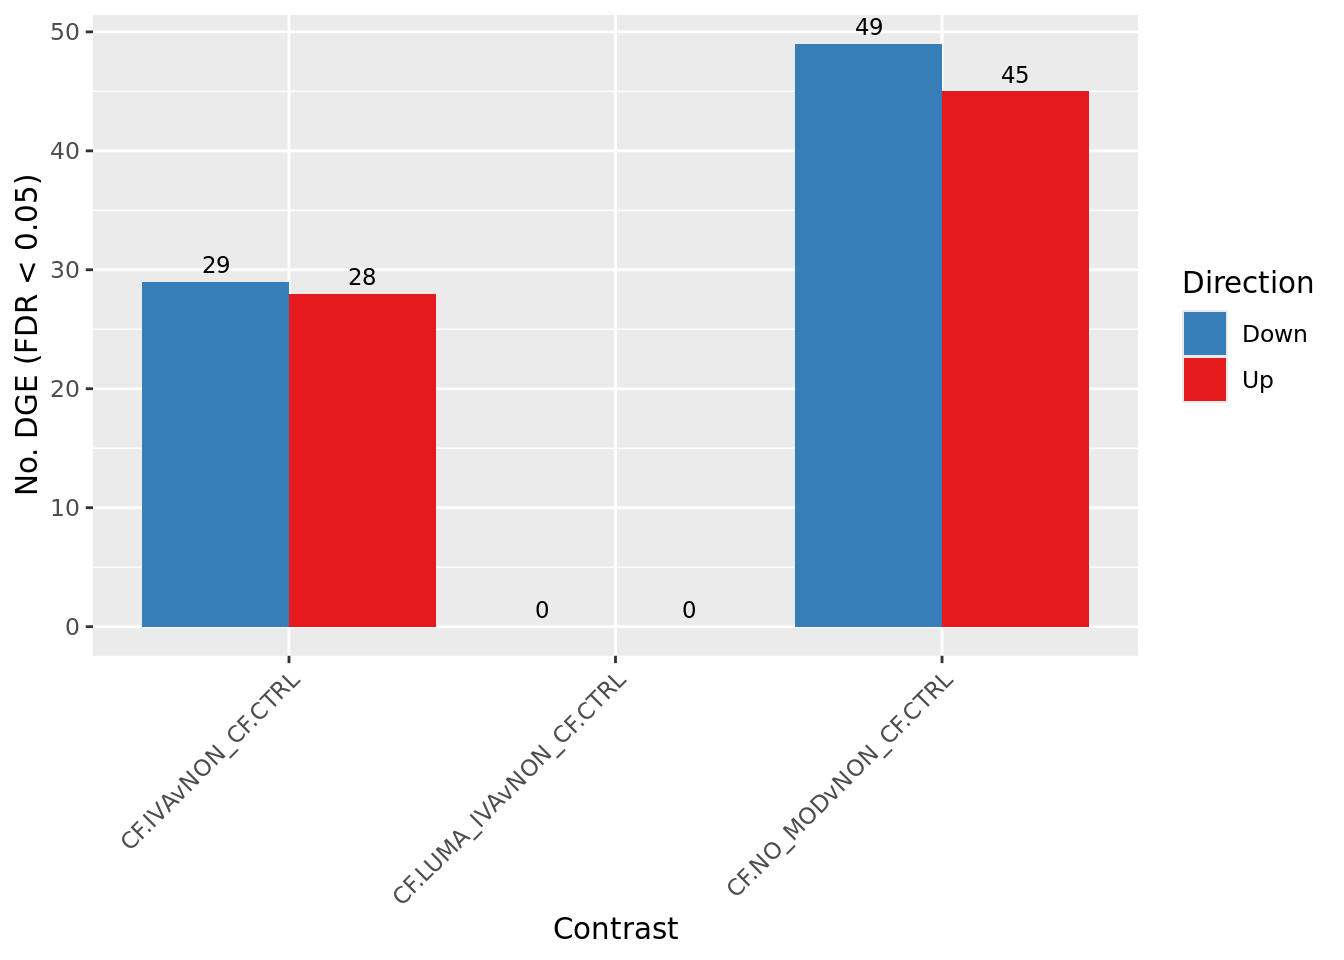 50
40
30
20
10
0
No. DGE (FDR < 0.05)
29
28
0
0
49
45
CF.IVAvNON_CF.CTRL
CF.LUMA_IVAvNON_CF.CTRL
CF.NO_MODvNON_CF.CTRL
Contrast
Direction
Down
Up